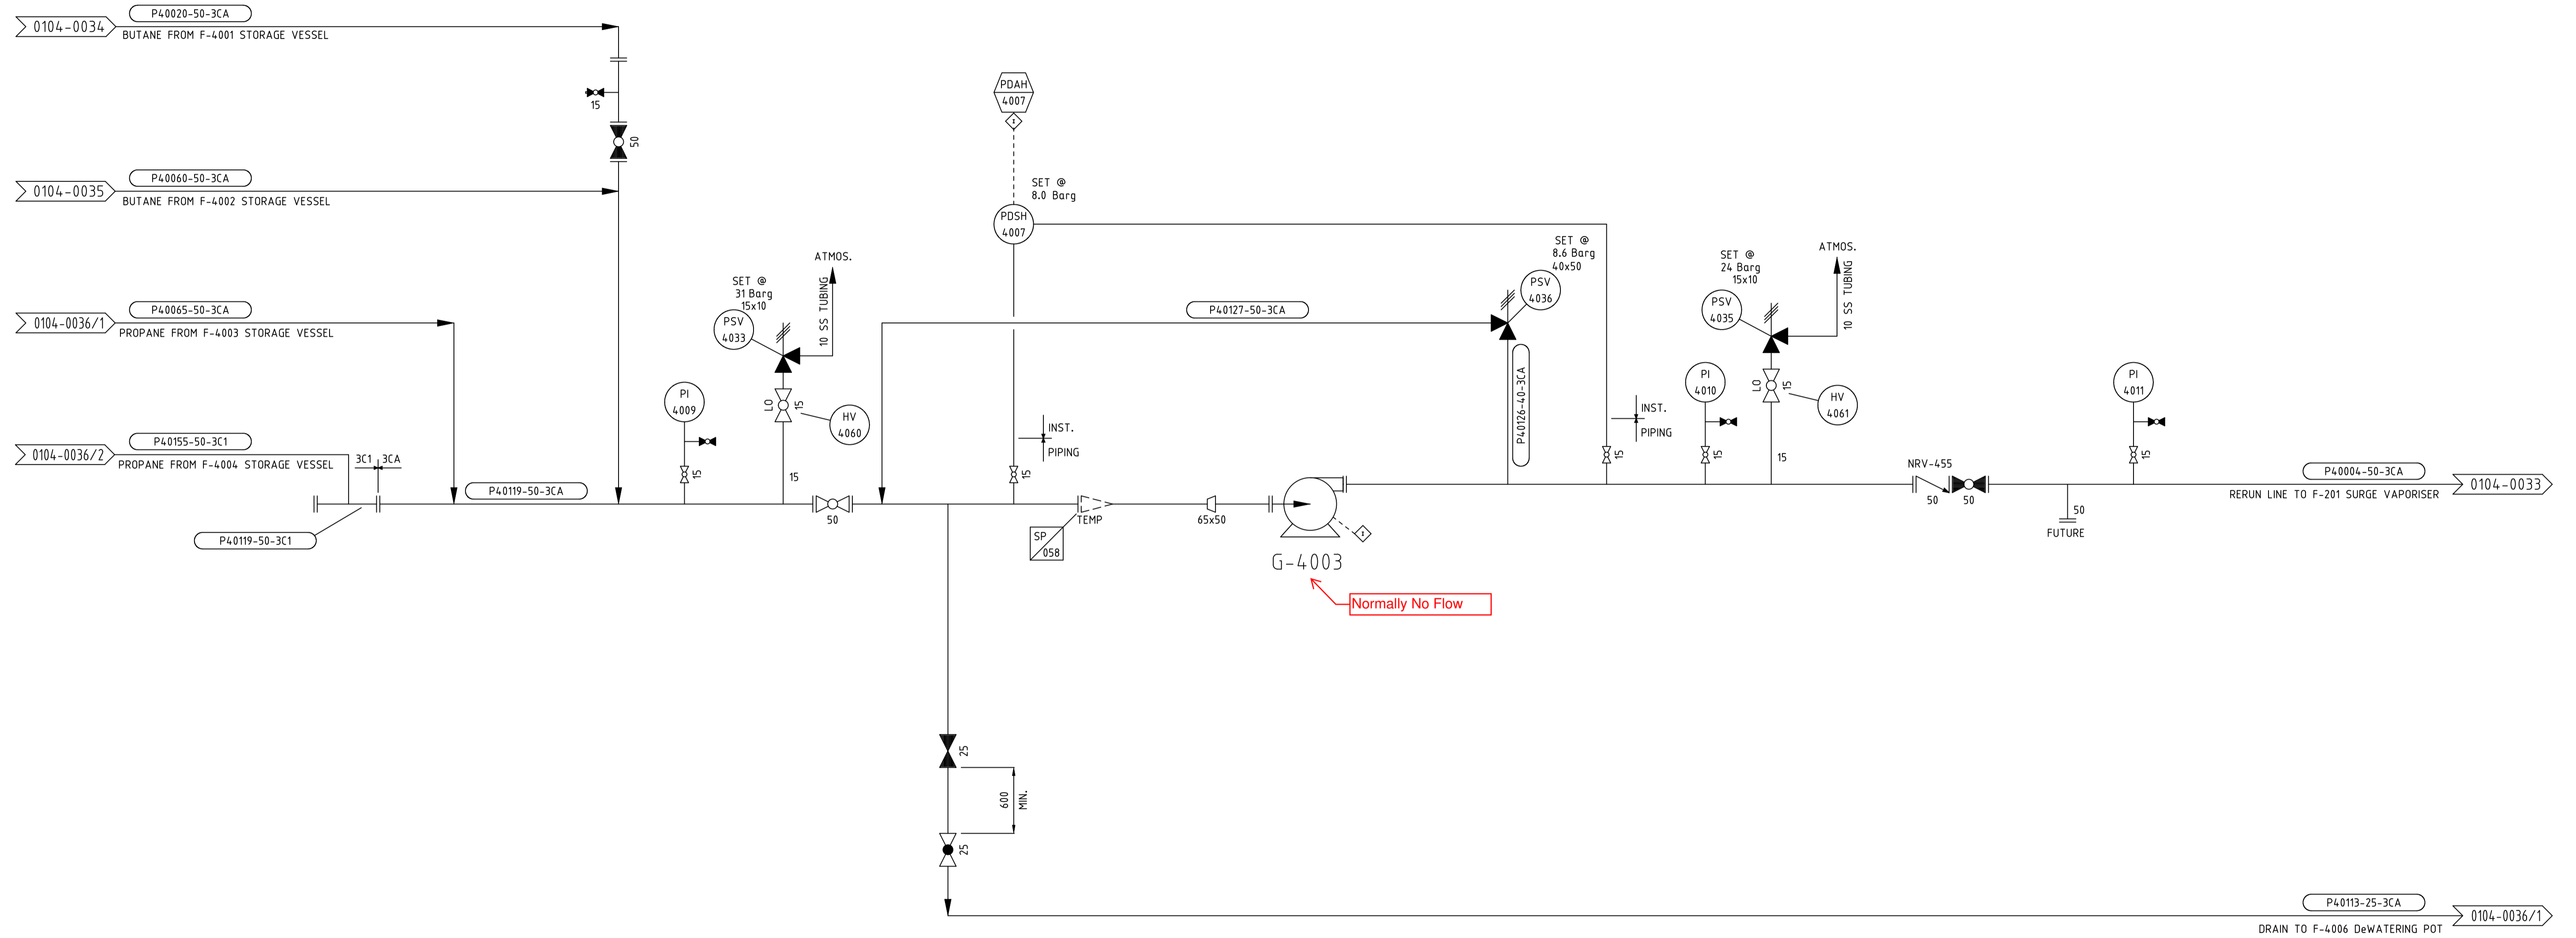 P40020-50-3CA
0104-0034
BUTANE FROM F-4001 STORAGE VESSEL
15
50
P40060-50-3CA
0104-0035
BUTANE FROM F-4002 STORAGE VESSEL
P40065-50-3CA
0104-0036/1
PROPANE FROM F-4003 STORAGE VESSEL
P40155-50-3C1
0104-0036/2
PROPANE FROM F-4004 STORAGE VESSEL
3C1
3CA
P40119-50-3CA
P40119-50-3C1
PI
4009
15
SET @
31 Barg
15x10
PSV
4033
ATMOS.
10 SS TUBING
LO
15
HV
4060
15
50
PDAH
4007
I
SET @
8.0 Barg
PDSH
4007
INST.
PIPING
15
P40127-50-3CA
SET @
8.6 Barg
40x50
PSV
4036
P40126-40-3CA
INST.
PIPING
15
SET @
24 Barg
15x10
PSV
4035
ATMOS.
10 SS TUBING
PI
4010
15
LO
15
HV
4061
15
SP
058
TEMP
65x50
I
G-4003
Normally No Flow
NRV-455
50
50
50
FUTURE
PI
4011
15
P40004-50-3CA
RERUN LINE TO F-201 SURGE VAPORISER
0104-0033
25
600
MIN.
25
P40113-25-3CA
0104-0036/1
DRAIN TO F-4006 DeWATERING POT